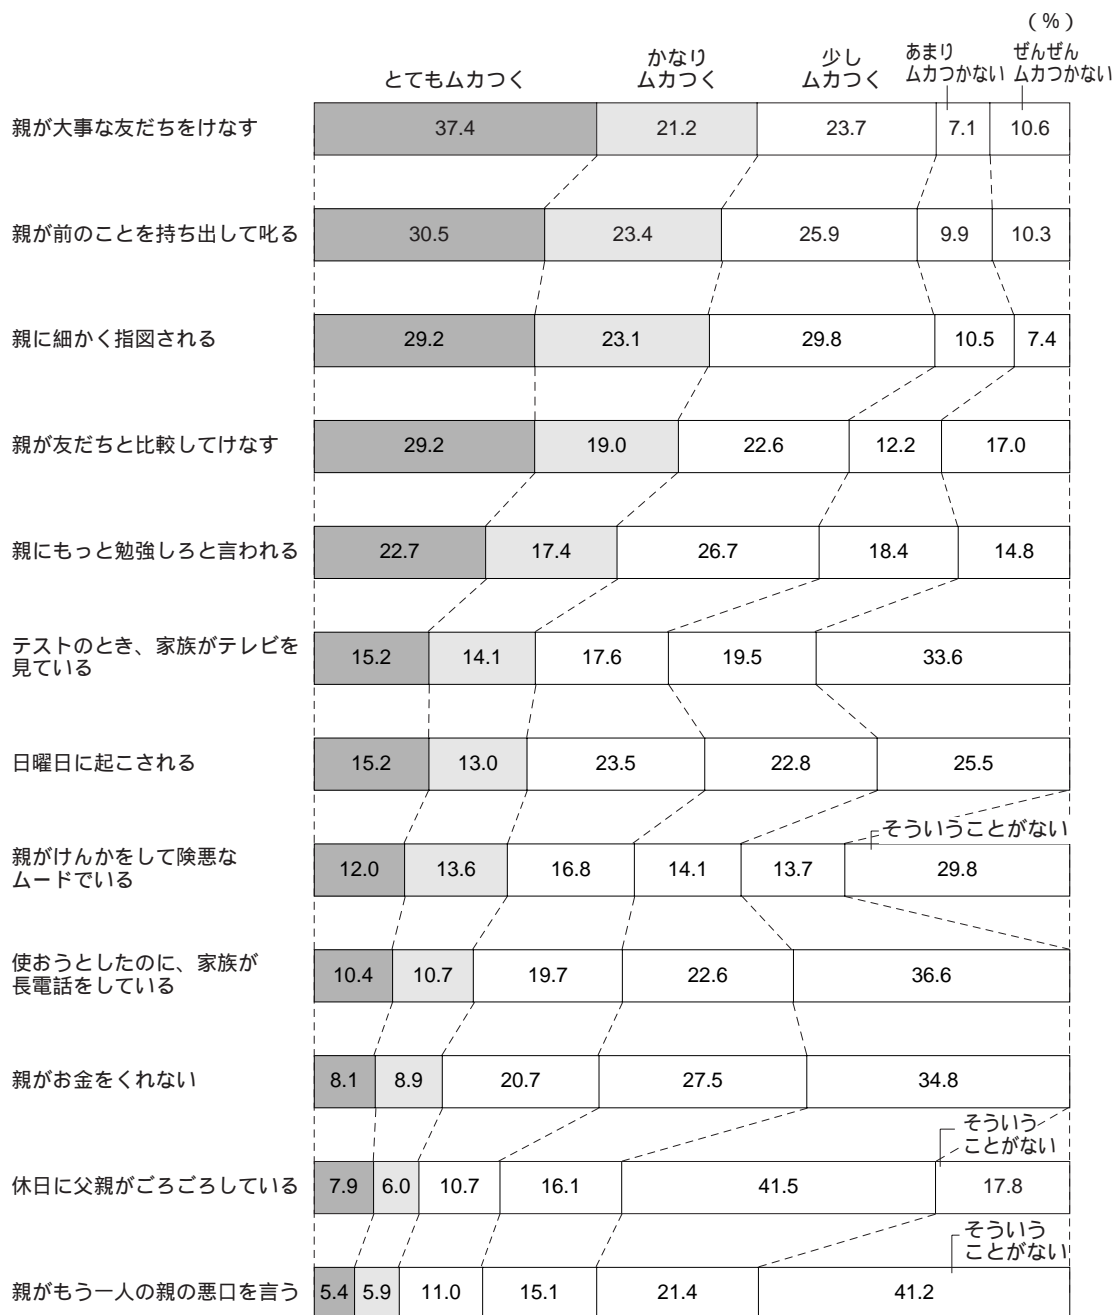 (%)
とてもムカつく
かなり
ムカつく
少し
ムカつく
あまり
ムカつかない
ぜんぜん
ムカつかない
親が大事な友だちをけなす 37.4 21.2 23.7 7.1 10.6
親が前のことを持ち出して叱る 30.5 23.4 25.9 9.9 10.3
親に細かく指図される 29.2 23.1 29.8 10.5 7.4
親が友だちと比較してけなす 29.2 19.0 22.6 12.2 17.0
親にもっと勉強しろと言われる 22.7 17.4 26.7 18.4 14.8
テストのとき、家族がテレビを
見ている
15.2 14.1 17.6 19.5 33.6
日曜日に起こされる 15.2 13.0 23.5 22.8 25.5
そういうことがない
親がけんかをして険悪な
ムードでいる
12.0 13.6 16.8 14.1 13.7 29.8
使おうとしたのに、家族が
長電話をしている
10.4 10.7 19.7 22.6 36.6
親がお金をくれない 8.1 8.9 20.7 27.5 34.8
そういう
ことがない
休日に父親がごろごろしている 7.9 6.0 10.7 16.1 41.5 17.8
そういう
ことがない
親がもう一人の親の悪口を言う 5.4 5.9 11.0 15.1 21.4 41.2